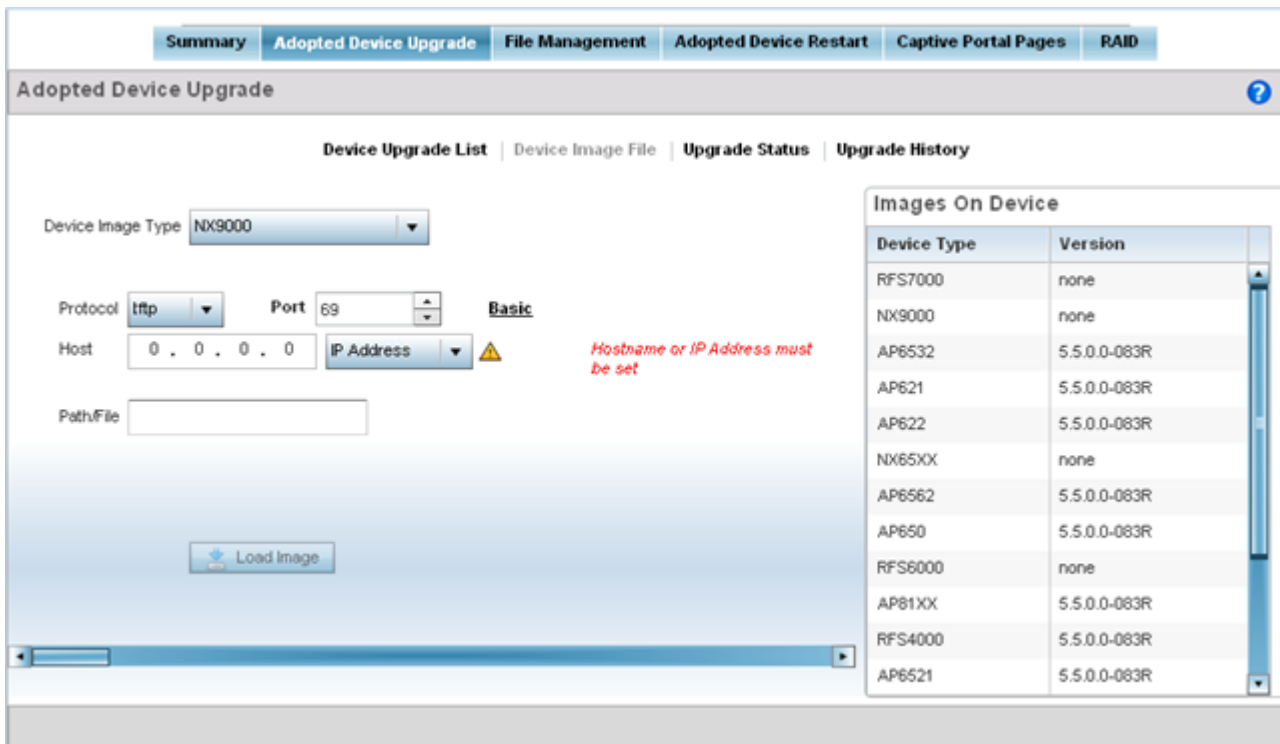 Summary Adopted Device Upgrade File Management Adopted Device Restart Captive Portal Pages RAID
Adopted Device Upgrade ?
Device Upgrade List | Device Image File | Upgrade Status | Upgrade History
Device Image Type NX9000
Protocol tftp Port 69 Basic
Host 0 . 0 . 0 . 0 IP Address Hostname or IP Address must
be set
Path/File
Load Image
Images On Device
Device Type Version
RFS7000 none
NX9000 none
AP6532 5.5.0.0-083R
AP621 5.5.0.0-083R
AP622 5.5.0.0-083R
NX65XX none
AP6562 5.5.0.0-083R
AP650 5.5.0.0-083R
RFS6000 none
AP81XX 5.5.0.0-083R
RFS4000 5.5.0.0-083R
AP6521 5.5.0.0-083R